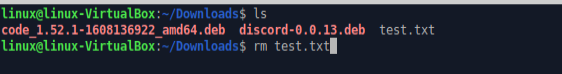 linux@linux-VirtualBox:~/Downloads$ ls
code_1.52.1-1608136922_amd64.deb discord-0.0.13.deb test.txt
linux@linux-VirtualBox:~/Downloads$ rm test.txt